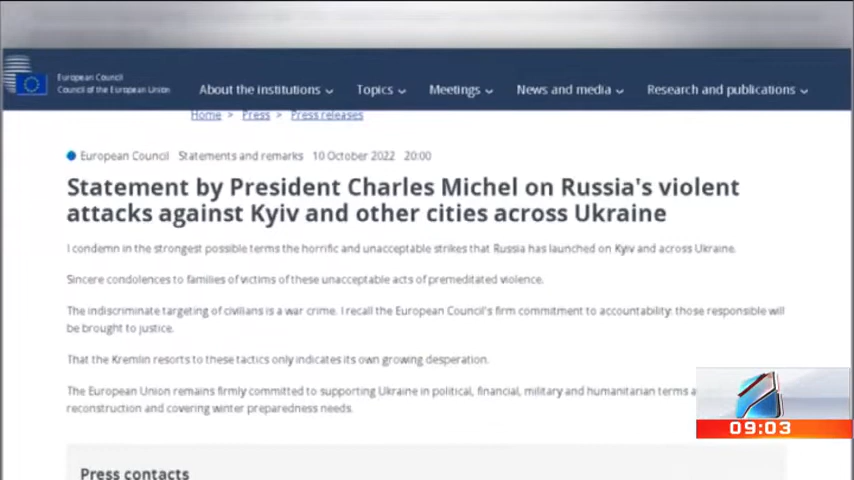 European Council
Council of the European Union
About the institutions
Topics
Meetings
News and media
Research and publications
Home > Press > Press releases
European Council Statements and remarks 10 October 2022 20:00
Statement by President Charles Michel on Russia's violent
attacks against Kyiv and other cities across Ukraine
I condemn in the strongest possible terms the horrific and unacceptable strikes that Russia has launched on Kyiv and across Ukraine.
Sincere condolences to families of victims of these unacceptable acts of premeditated violence.
The indiscriminate targeting of civilians is a war crime. I recall the European Council's firm commitment to accountability: those responsible will
be brought to justice.
That the Kremlin resorts to these tactics only indicates its own growing desperation.
The European Union remains firmly committed to supporting Ukraine in political, financial, military and humanitarian terms
reconstruction and covering winter preparedness needs.
09:03
Press contacts